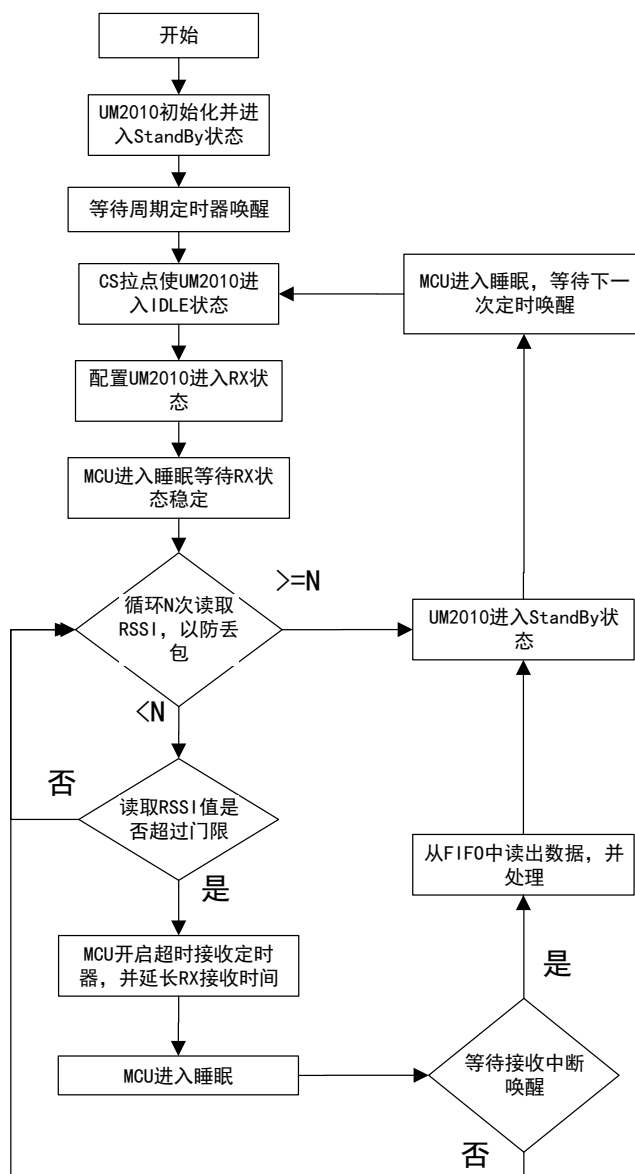 开始
UM2010初始化并进
入StandBy状态
等待周期定时器唤醒
CS拉点使UM2010进
入IDLE状态
MCU进入睡眠，等待下一
次定时唤醒
配置UM2010进入RX状
态
MCU进入睡眠等待RX状
态稳定
>=N
循环N次读取
RSSI，以防丢
包
UM2010进入StandBy状
态
<N
否
读取RSSI值是
否超过门限
从FIFO中读出数据，并
处理
是
MCU开启超时接收定时
器，并延长RX接收时间
是
MCU进入睡眠
等待接收中断
唤醒
否